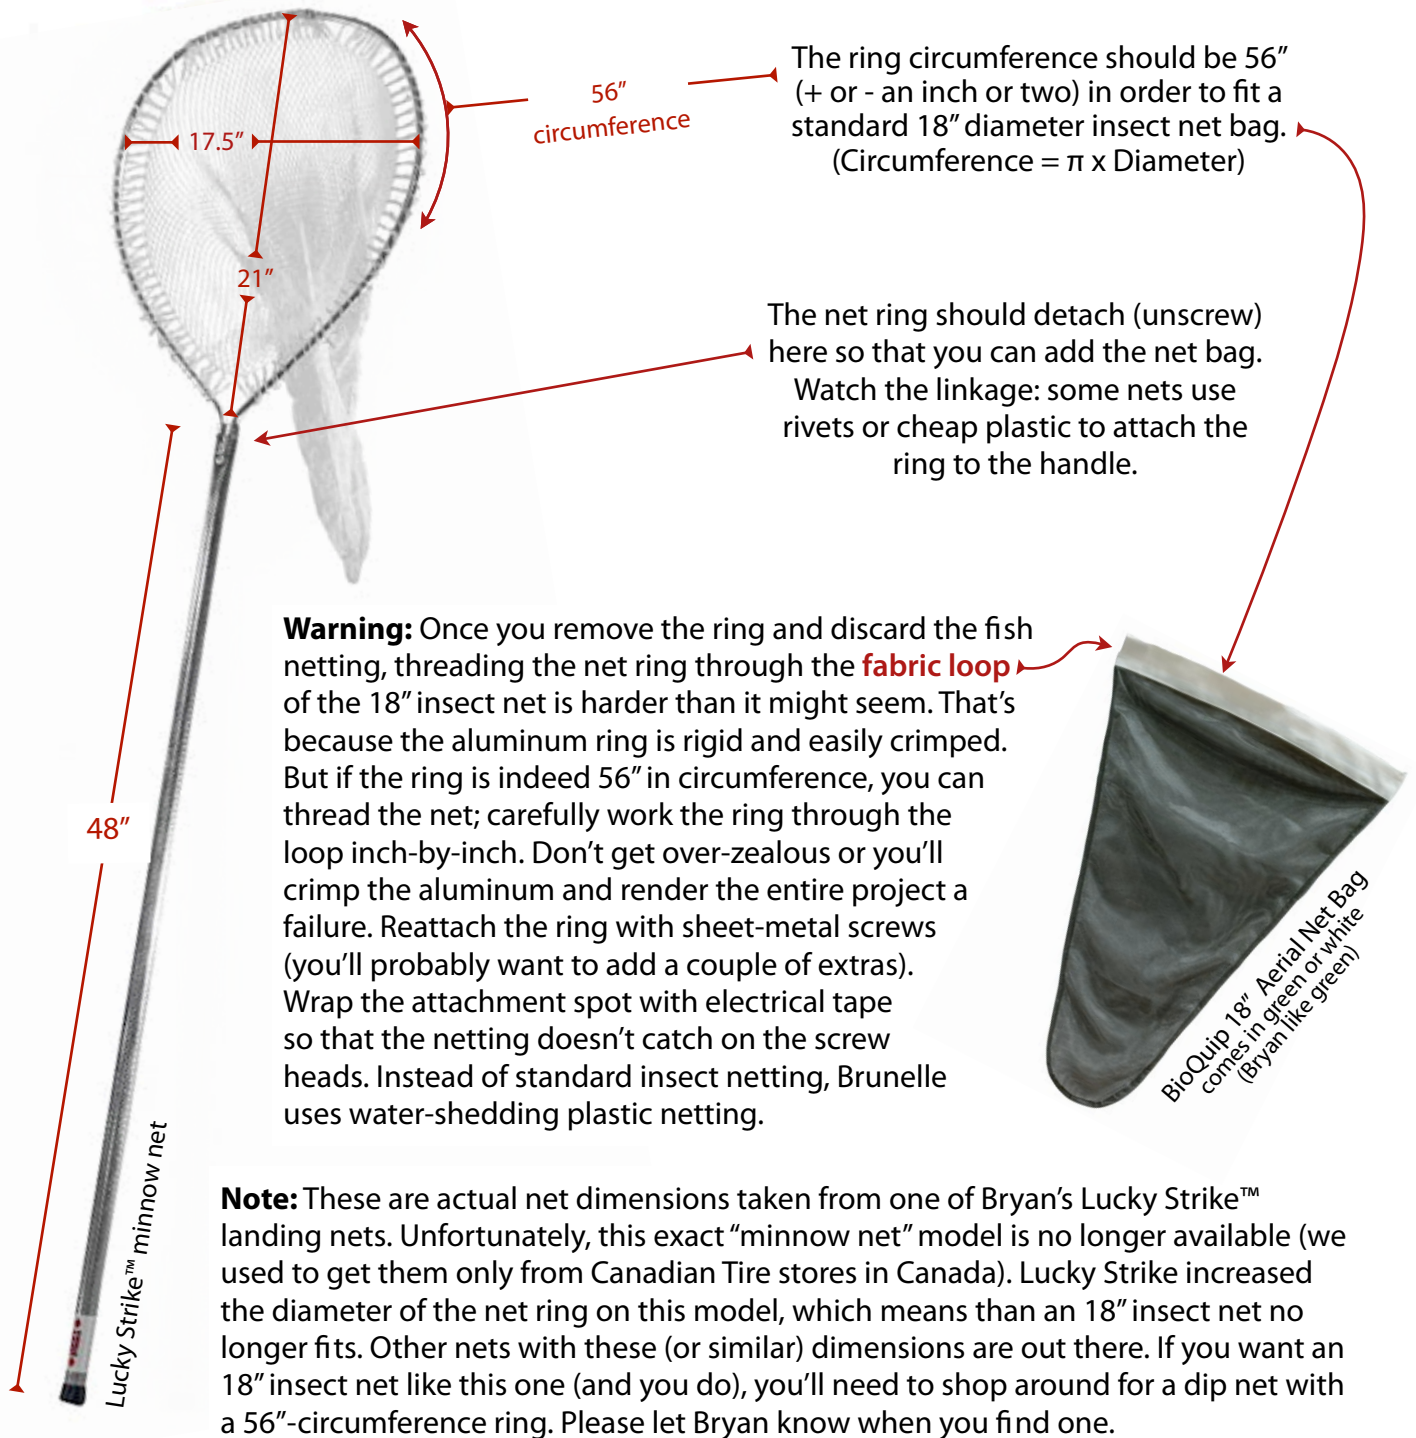 The ring circumference should be 56”
(+ or - an inch or two) in order to fit a
standard 18” diameter insect net bag.
(Circumference = π x Diameter)
56”
circumference
17.5”
21”
The net ring should detach (unscrew)
here so that you can add the net bag.
Watch the linkage: some nets use
rivets or cheap plastic to attach the
ring to the handle.
48”
Lucky Strike™ minnow net
Warning: Once you remove the ring and discard the fish
netting, threading the net ring through the fabric loop
of the 18” insect net is harder than it might seem. That’s
because the aluminum ring is rigid and easily crimped.
But if the ring is indeed 56” in circumference, you can
thread the net; carefully work the ring through the
loop inch-by-inch. Don’t get over-zealous or you’ll
crimp the aluminum and render the entire project a
failure. Reattach the ring with sheet-metal screws
(you’ll probably want to add a couple of extras).
Wrap the attachment spot with electrical tape
so that the netting doesn’t catch on the screw
heads. Instead of standard insect netting, Brunelle
uses water-shedding plastic netting.
BioQuip 18” Aerial Net Bag
comes in green or white
(Bryan like green)
Note: These are actual net dimensions taken from one of Bryan’s Lucky Strike™
landing nets. Unfortunately, this exact “minnow net” model is no longer available (we
used to get them only from Canadian Tire stores in Canada). Lucky Strike increased
the diameter of the net ring on this model, which means than an 18” insect net no
longer fits. Other nets with these (or similar) dimensions are out there. If you want an
18” insect net like this one (and you do), you’ll need to shop around for a dip net with
a 56”-circumference ring. Please let Bryan know when you find one.